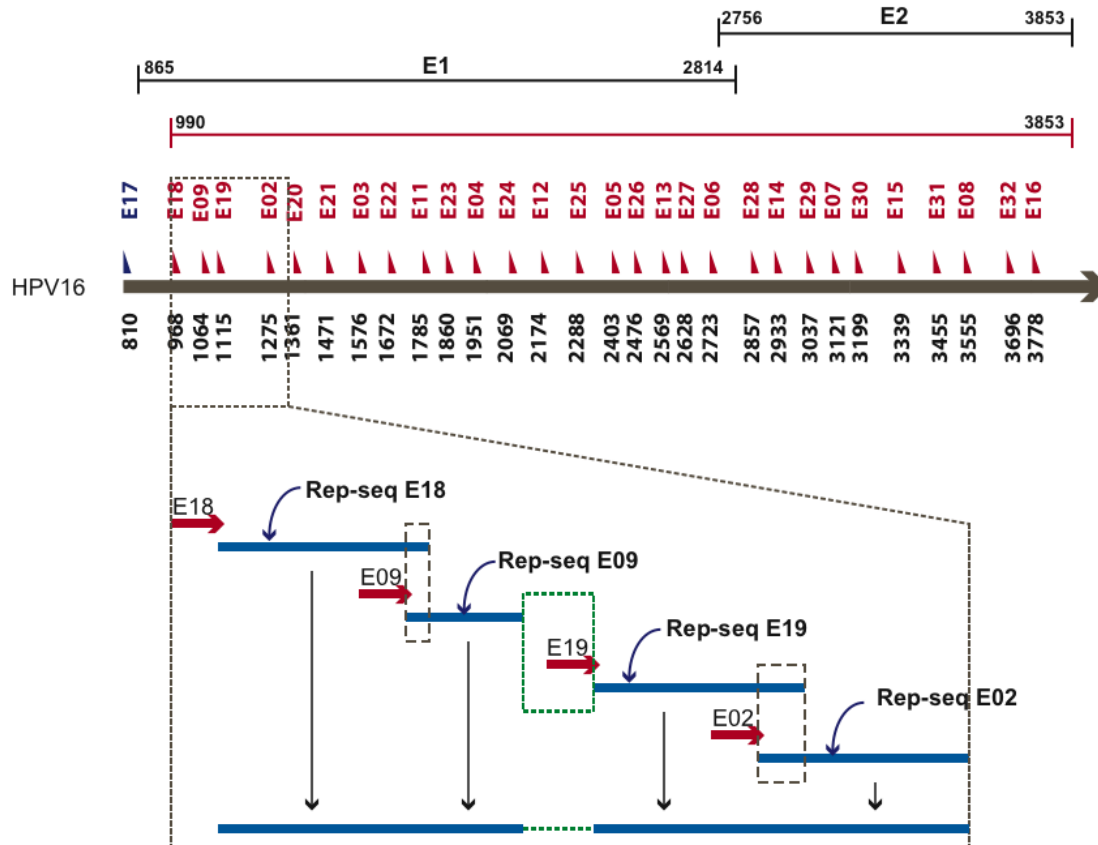 2756 E2 3853
865 E1 2814
990 3853
E17 E18 E09 E19 E02 E20 E21 E03 E22 E11 E23 E04 E24 E12 E25 E05 E26 E13 E27 E06 E28 E14 E29 E07 E30 E15 E31 E08 E32 E16
HPV16
810 968 1064 1115 1275 1361 1471 1576 1672 1785 1860 1951 2069 2174 2288 2403 2476 2569 2628 2723 2857 2933 3037 3121 3199 3339 3455 3555 3696 3778
Rep-seq E18
E18
Rep-seq E09
E09
Rep-seq E19
E19
Rep-seq E02
E02